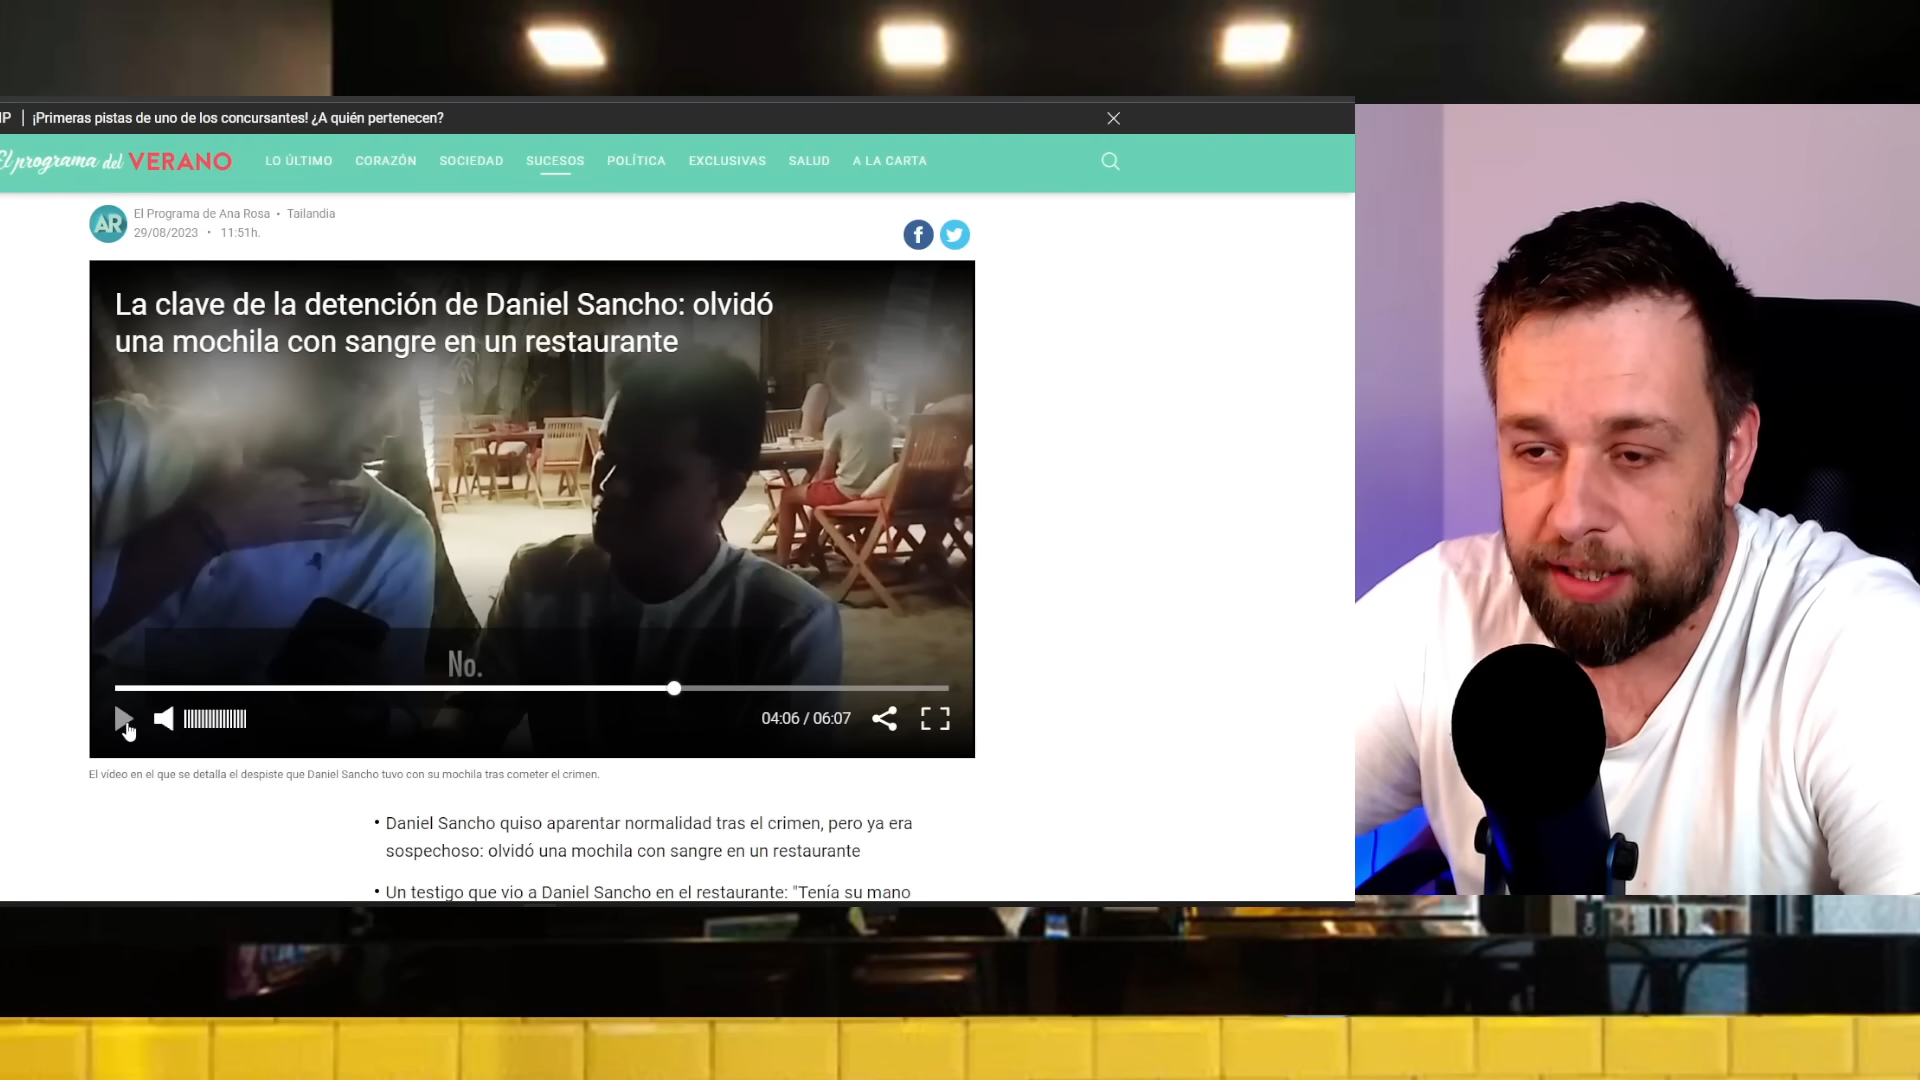 IP | ¡Primeras pistas de uno de los concursantes! ¿A quién pertenecen?
El programa del VERANO
LO ÚLTIMO CORAZÓN SOCIEDAD SUCESOS POLÍTICA EXCLUSIVAS SALUD A LA CARTA
AR
El Programa de Ana Rosa • Tailandia
29/08/2023 • 11:51h.
La clave de la detención de Daniel Sancho: olvidó
una mochila con sangre en un restaurante
No.
04:06 / 06:07
El vídeo en el que se detalla el despiste que Daniel Sancho tuvo con su mochila tras cometer el crimen.
• Daniel Sancho quiso aparentar normalidad tras el crimen, pero ya era
sospechoso: olvidó una mochila con sangre en un restaurante
• Un testigo que vio a Daniel Sancho en el restaurante: "Tenía su mano